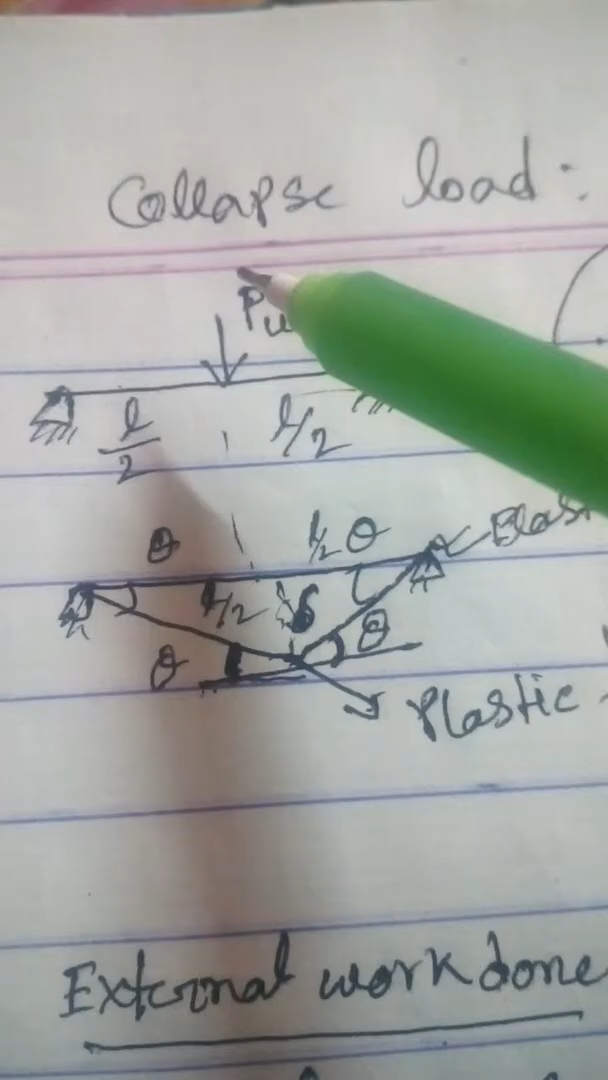 Collapse load :
Pu
l/2 l/2
θ l/2 θ
l/2 δ θ
θ
Plastic
External work done